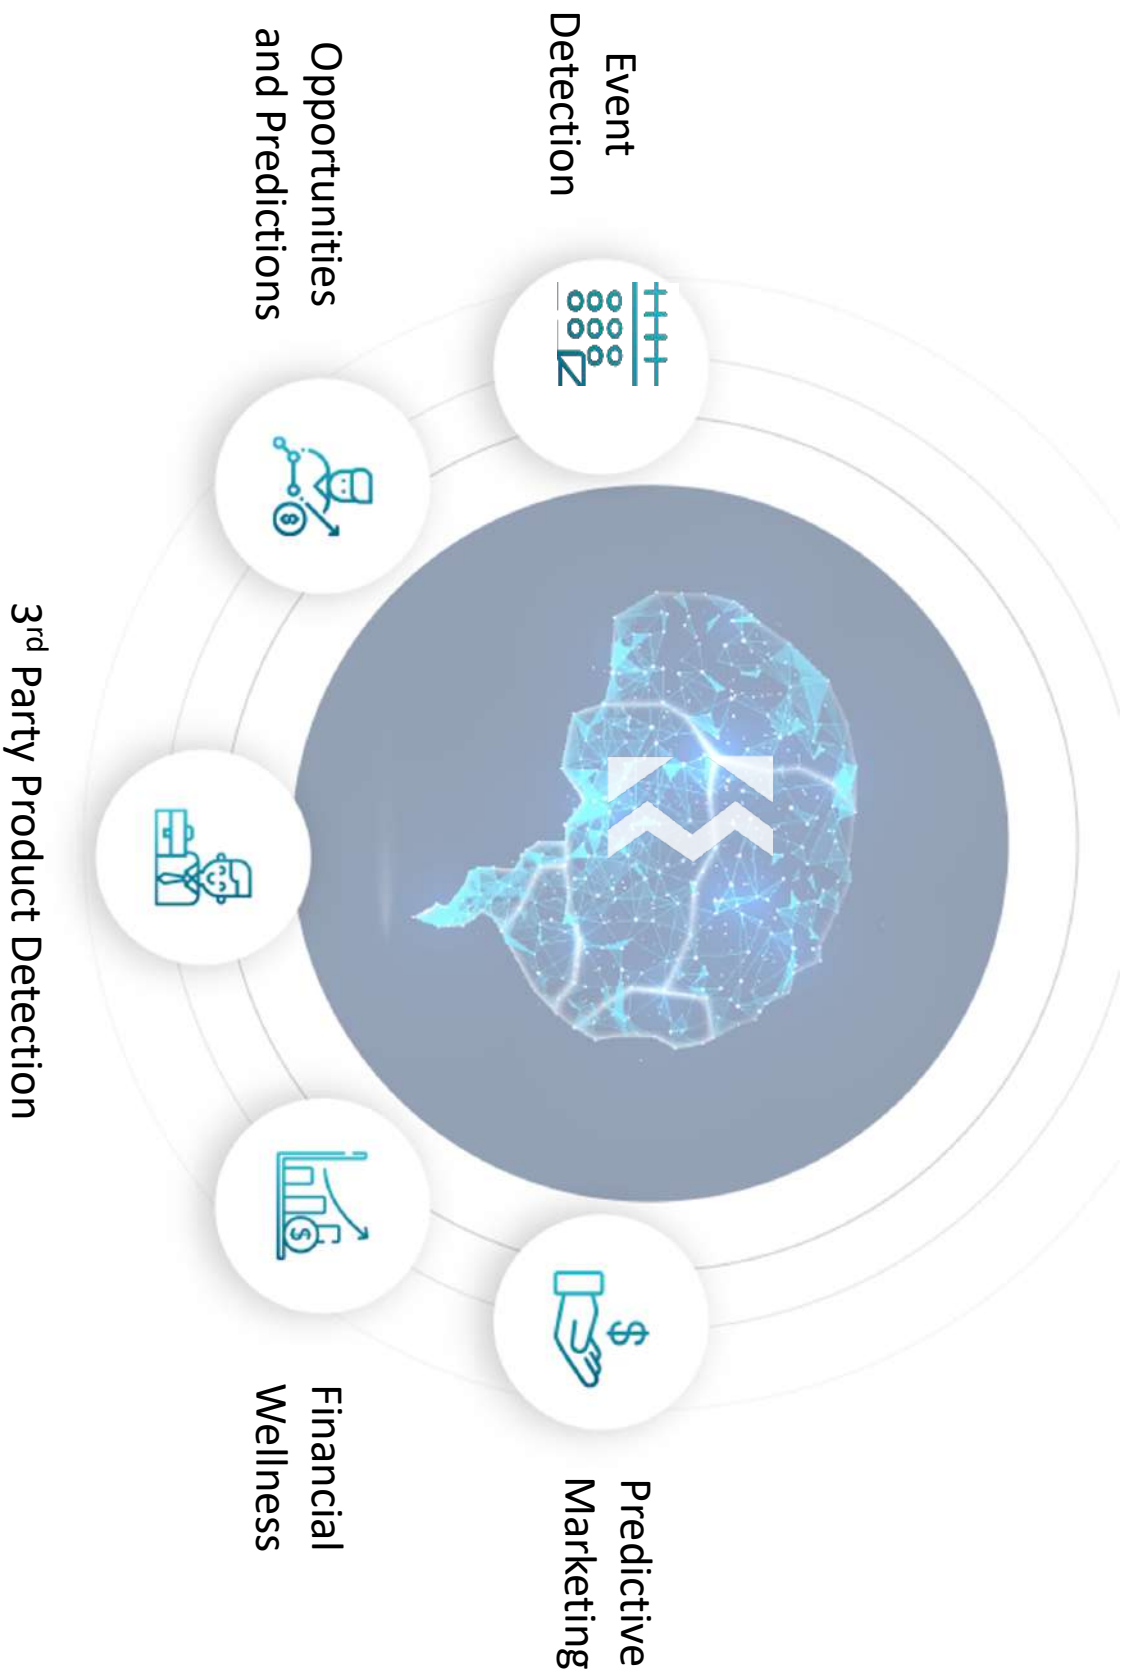 Event
Detection
Opportunities
and Predictions
3rd Party Product Detection
Financial
Wellness
Predictive
Marketing